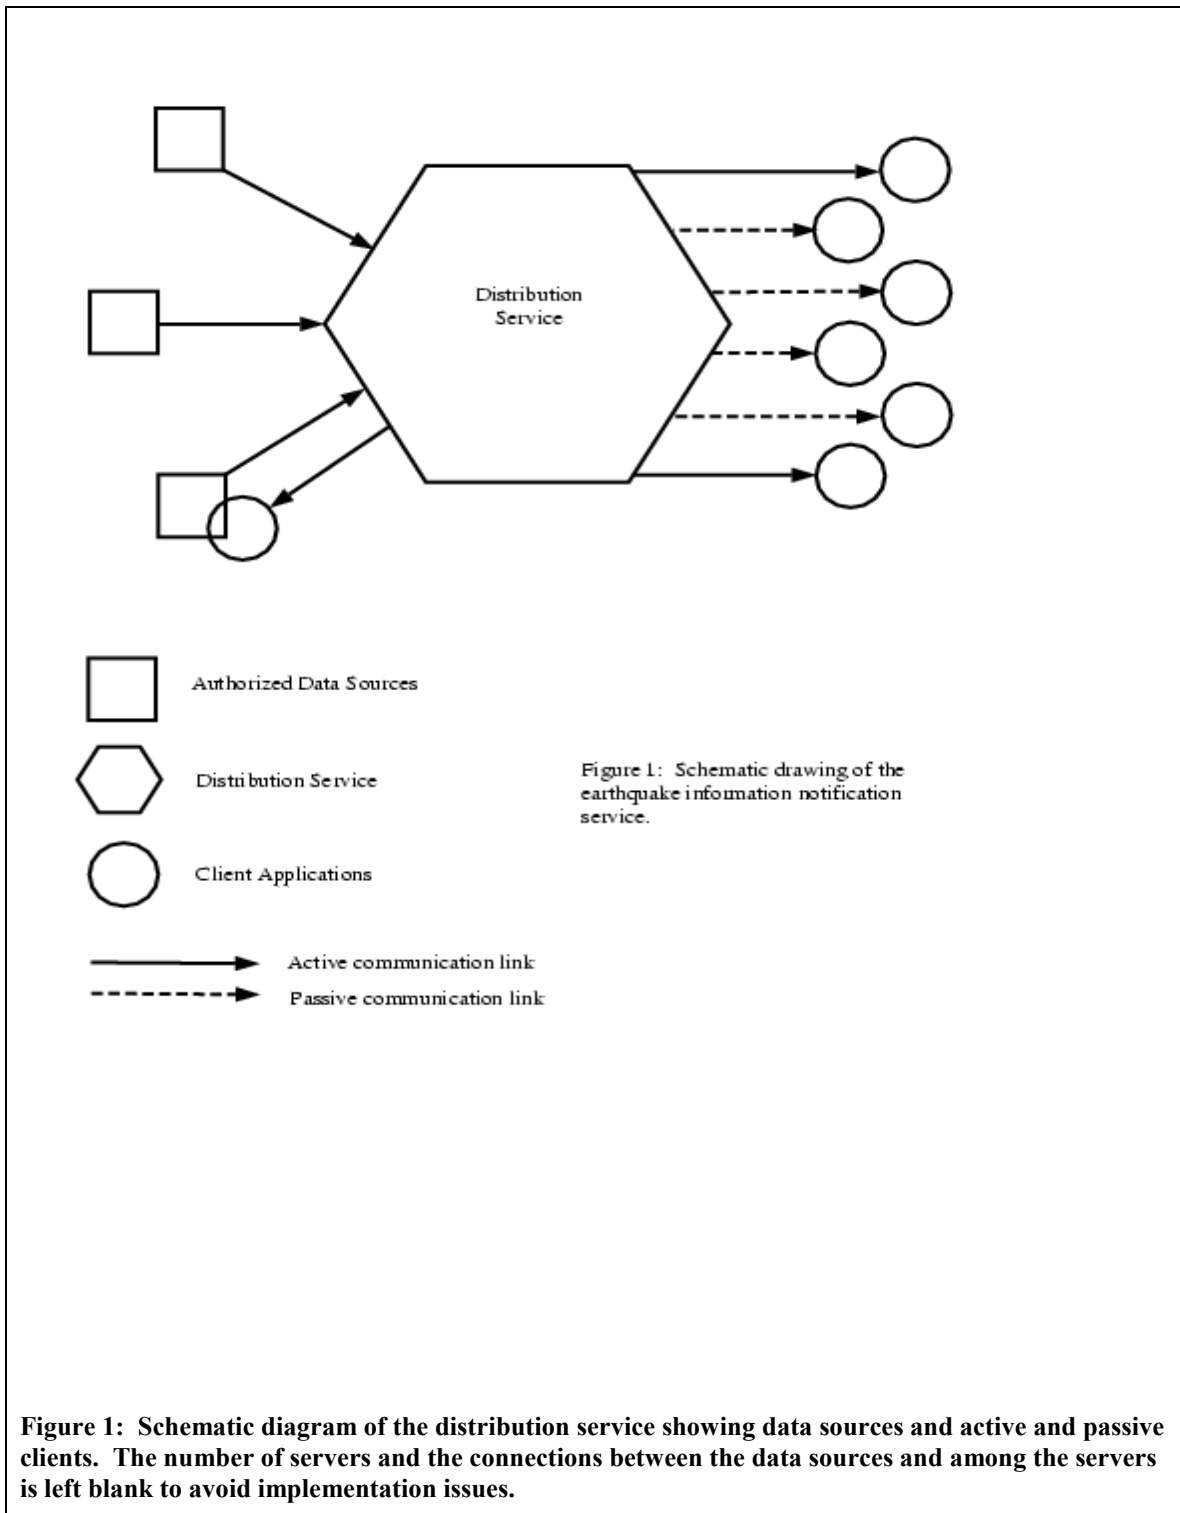 Distribution
Service
Authorized Data Sources
Distribution Service
Figure 1: Schematic drawing of the
earthquake information notification
service.
Client Applications
Active communication link
Passive communication link
Figure 1: Schematic diagram of the distribution service showing data sources and active and passive
clients. The number of servers and the connections between the data sources and among the servers
is left blank to avoid implementation issues.